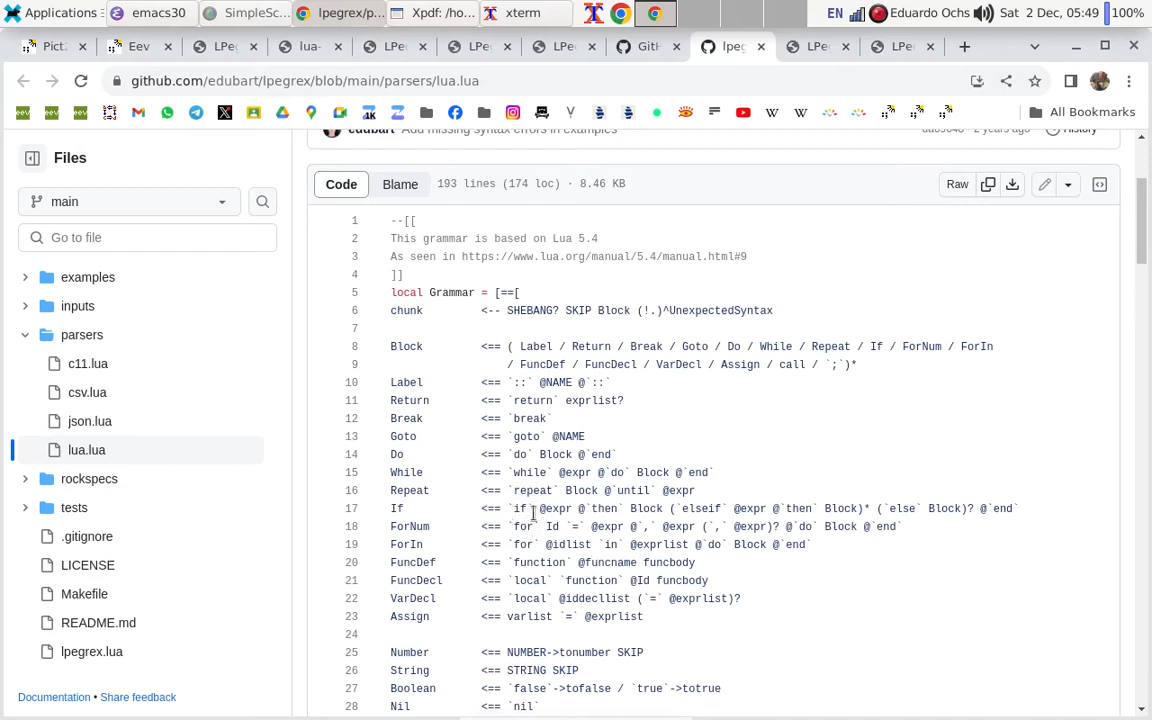 Applications
emacs30
SimpleSc...
lpegrex/p...
Xpdf: /ho...
xterm
EN
Eduardo Ochs
Sat 2 Dec, 05:49
100%
Pict2
Eev
LPeg
lua-
LPe
LPe
LPe
GitH
lpeg
LPe
LPe
github.com/edubart/lpegrex/blob/main/parsers/lua.lua
All Bookmarks
Files
main
Go to file
examples
inputs
parsers
c11.lua
csv.lua
json.lua
lua.lua
rockspecs
tests
.gitignore
LICENSE
Makefile
README.md
lpegrex.lua
Documentation • Share feedback
edubart Add missing syntax errors in examples
2 years ago
History
Code
Blame
193 lines (174 loc) · 8.46 KB
Raw
1 --[[
2 This grammar is based on Lua 5.4
3 As seen in https://www.lua.org/manual/5.4/manual.html#9
4 ]]
5 local Grammar = [==[
6 chunk <-- SHEBANG? SKIP Block (!.)^UnexpectedSyntax
7
8 Block <== ( Label / Return / Break / Goto / Do / While / Repeat / If / ForNum / ForIn
9 / FuncDef / FuncDecl / VarDecl / Assign / call / `;`)*
10 Label <== `::` @NAME @`::`
11 Return <== `return` exprlist?
12 Break <== `break`
13 Goto <== `goto` @NAME
14 Do <== `do` Block @`end`
15 While <== `while` @expr @`do` Block @`end`
16 Repeat <== `repeat` Block @`until` @expr
17 If <== `if` @expr @`then` Block (`elseif` @expr @`then` Block)* (`else` Block)? @`end`
18 ForNum <== `for` Id `=` @expr @`,` @expr (`,` @expr)? @`do` Block @`end`
19 ForIn <== `for` @idlist `in` @exprlist @`do` Block @`end`
20 FuncDef <== `function` @funcname funcbody
21 FuncDecl <== `local` `function` @Id funcbody
22 VarDecl <== `local` @iddecllist (`=` @exprlist)?
23 Assign <== varlist `=` @exprlist
24
25 Number <== NUMBER->tonumber SKIP
26 String <== STRING SKIP
27 Boolean <== `false`->tofalse / `true`->totrue
28 Nil <== `nil`